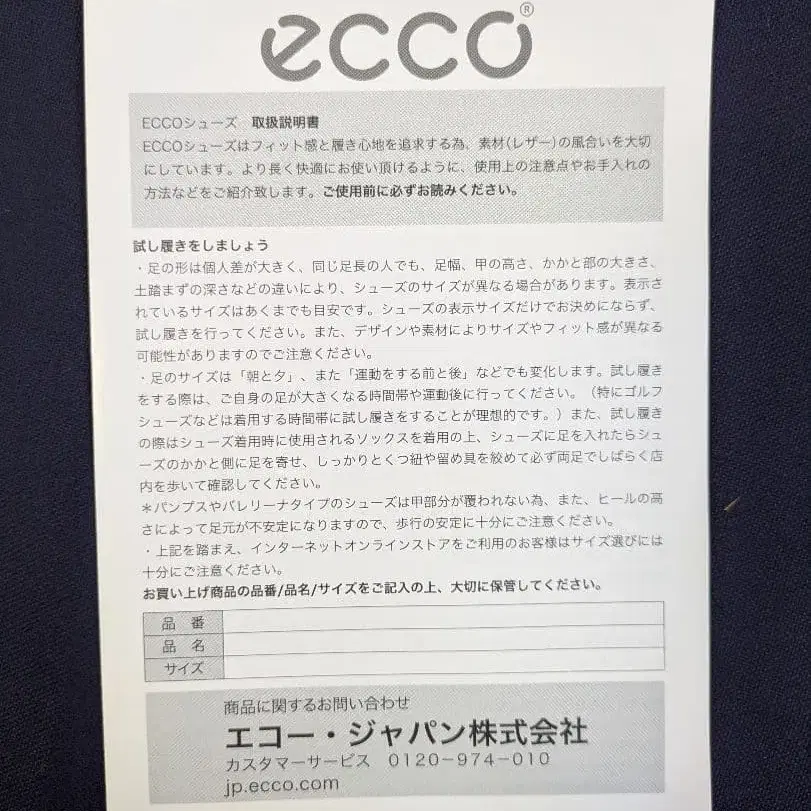 ecco®
ECCOシューズ　取扱説明書
ECCOシューズはフィット感と履き心地を追求する為、素材(レザー)の風合いを大切
にしています。より長く快適にお使い頂けるように、使用上の注意点やお手入れの
方法などをご紹介致します。ご使用前に必ずお読みください。
試し履きをしましょう
・足の形は個人差が大きく、同じ足長の人でも、足幅、甲の高さ、かかと部の大きさ、
土踏まずの深さなどの違いにより、シューズのサイズが異なる場合があります。表示さ
れているサイズはあくまでも目安です。シューズの表示サイズだけでお決めにならず、
試し履きを行ってください。また、デザインや素材によりサイズやフィット感が異なる
可能性がありますのでご注意ください。
・足のサイズは「朝と夕」、また「運動をする前と後」などでも変化します。試し履き
をする際は、ご自身の足が大きくなる時間帯や運動後に行ってください。（特にゴルフ
シューズなどは着用する時間帯に試し履きをすることが理想的です。）また、試し履き
の際はシューズ着用時に使用されるソックスを着用の上、シューズに足を入れたらシュ
ーズのかかと側に足を寄せ、しっかりとくつ紐や留め具を絞めて必ず両足でしばらく店
内を歩いて確認してください。
＊パンプスやバレリーナタイプのシューズは甲部分が覆われない為、また、ヒールの高
さによって足元が不安定になりますので、歩行の安定に十分にご注意ください。
・上記を踏まえ、インターネットオンラインストアをご利用のお客様はサイズ選びには
十分にご注意ください。
お買い上げ商品の品番/品名/サイズをご記入の上、大切に保管してください。
品　番
品　名
サイズ
商品に関するお問い合わせ
エコー・ジャパン株式会社
カスタマーサービス　0120-974-010
jp.ecco.com